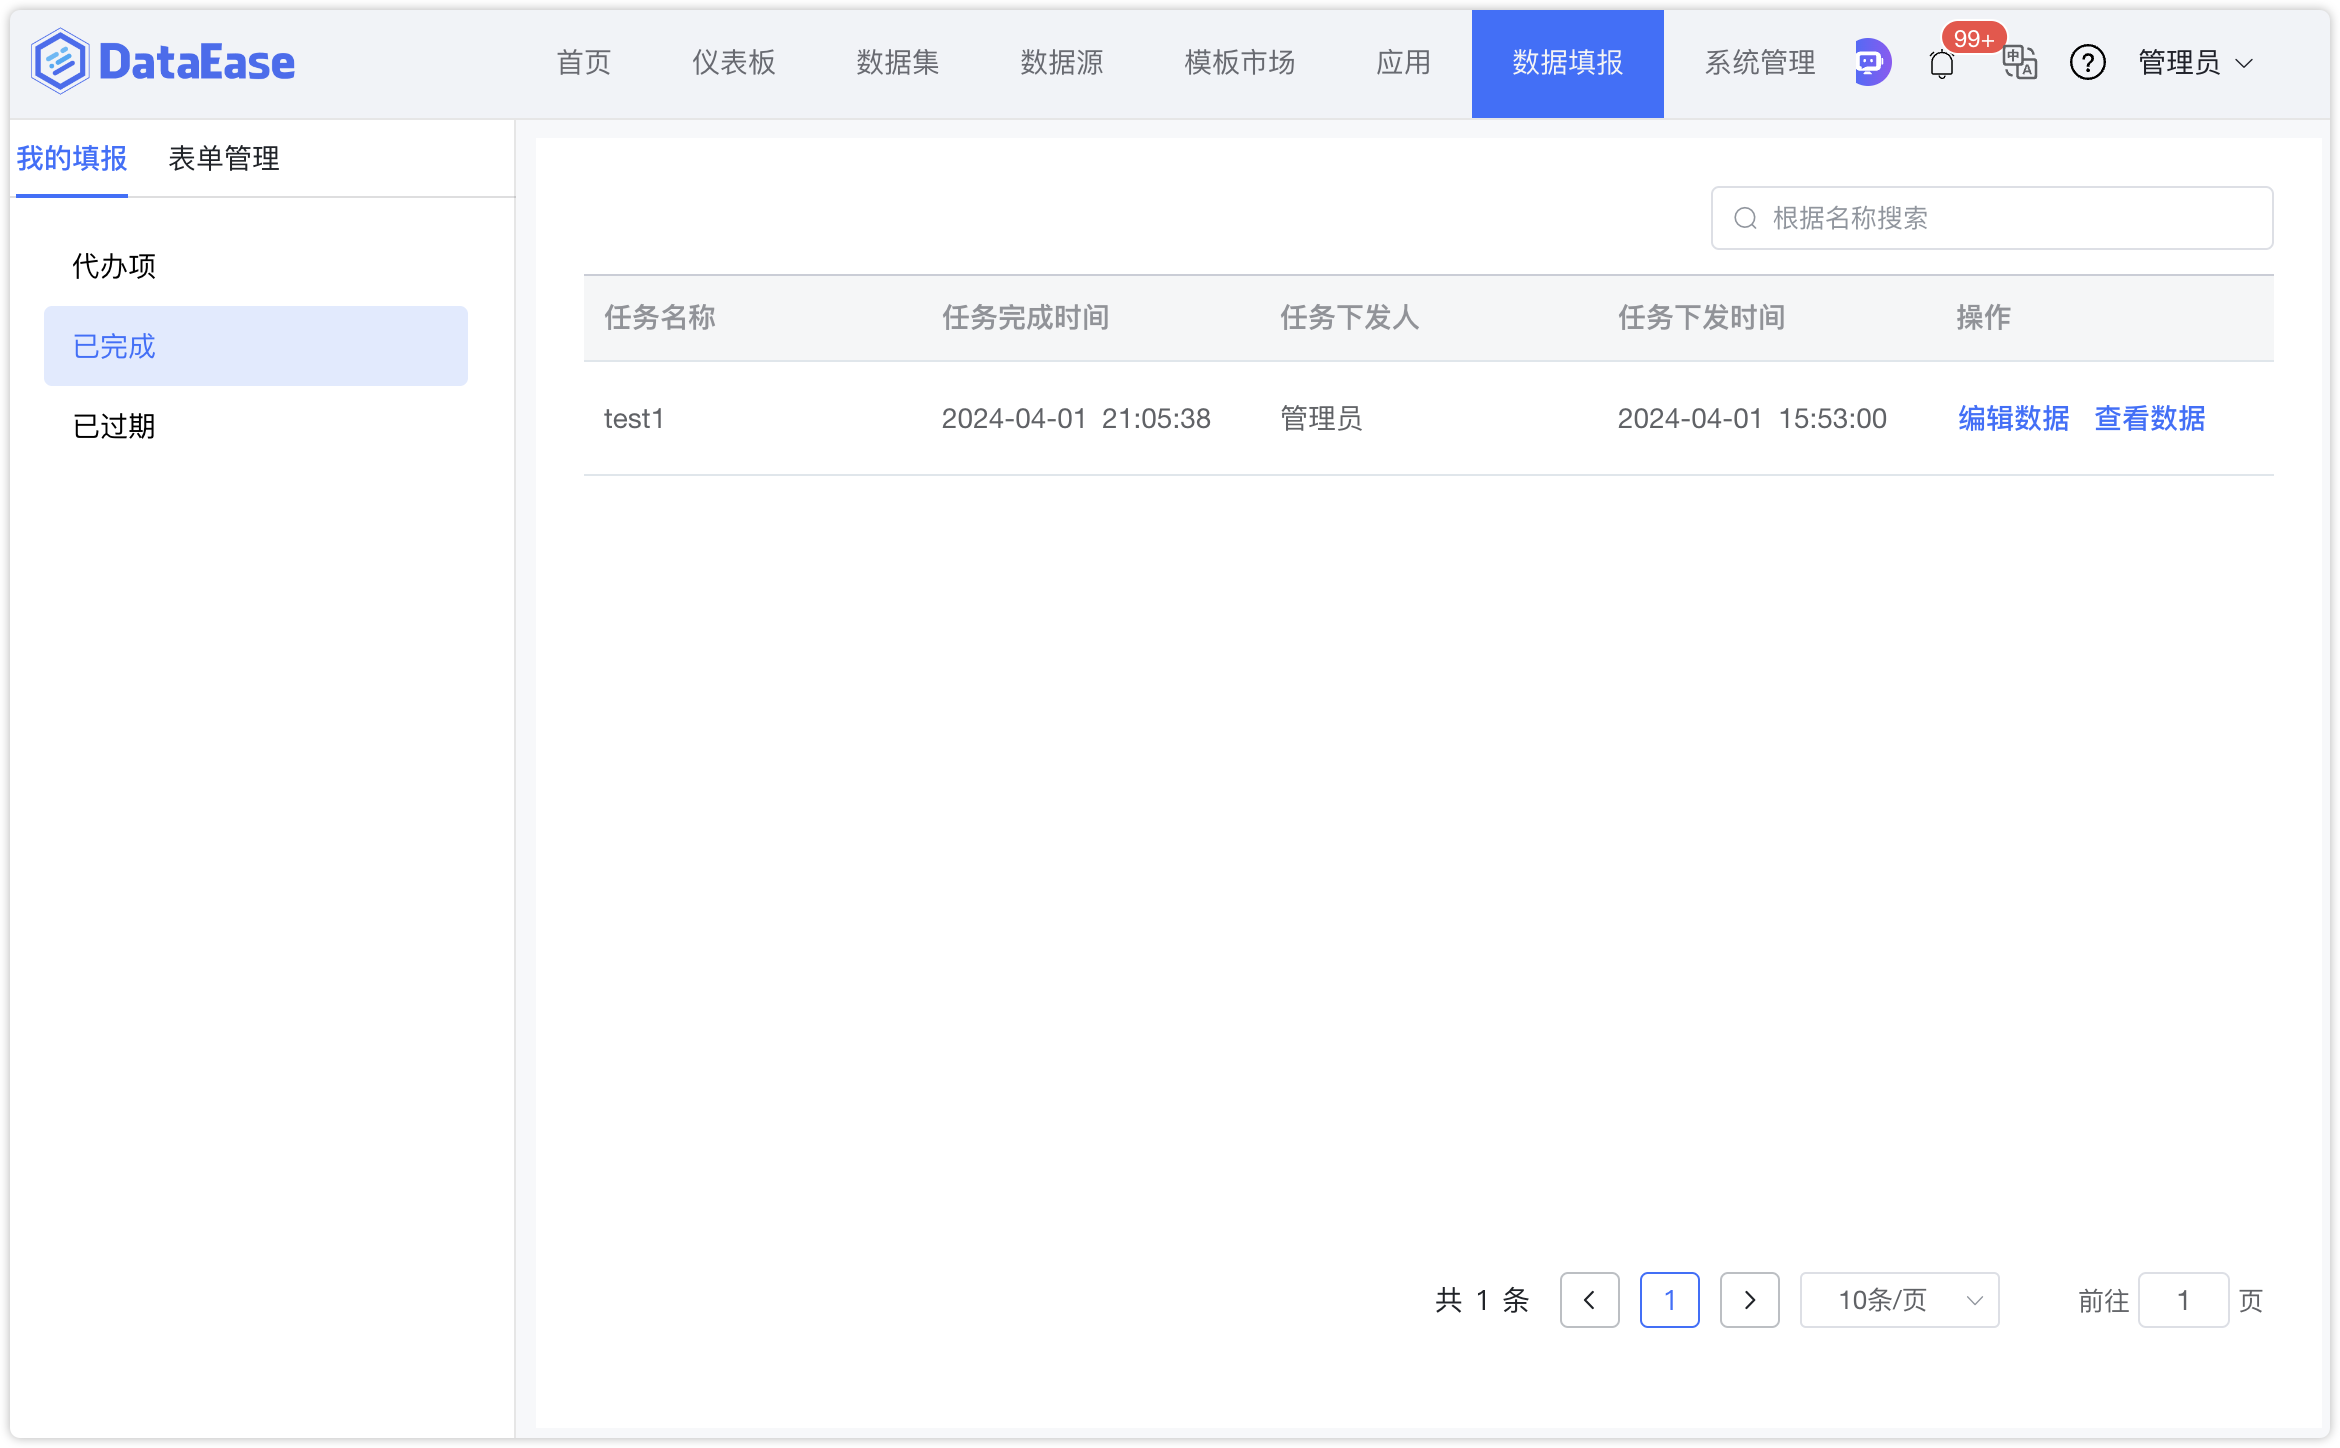 DataEase 首页 仪表板 数据集 数据源 模板市场 应用 数据填报 系统管理 99+ 管理员
我的填报 表单管理
代办项
已完成
已过期
根据名称搜索
任务名称 任务完成时间 任务下发人 任务下发时间 操作
test1 2024-04-01 21:05:38 管理员 2024-04-01 15:53:00 编辑数据 查看数据
共 1 条 1 10条/页 前往 1 页